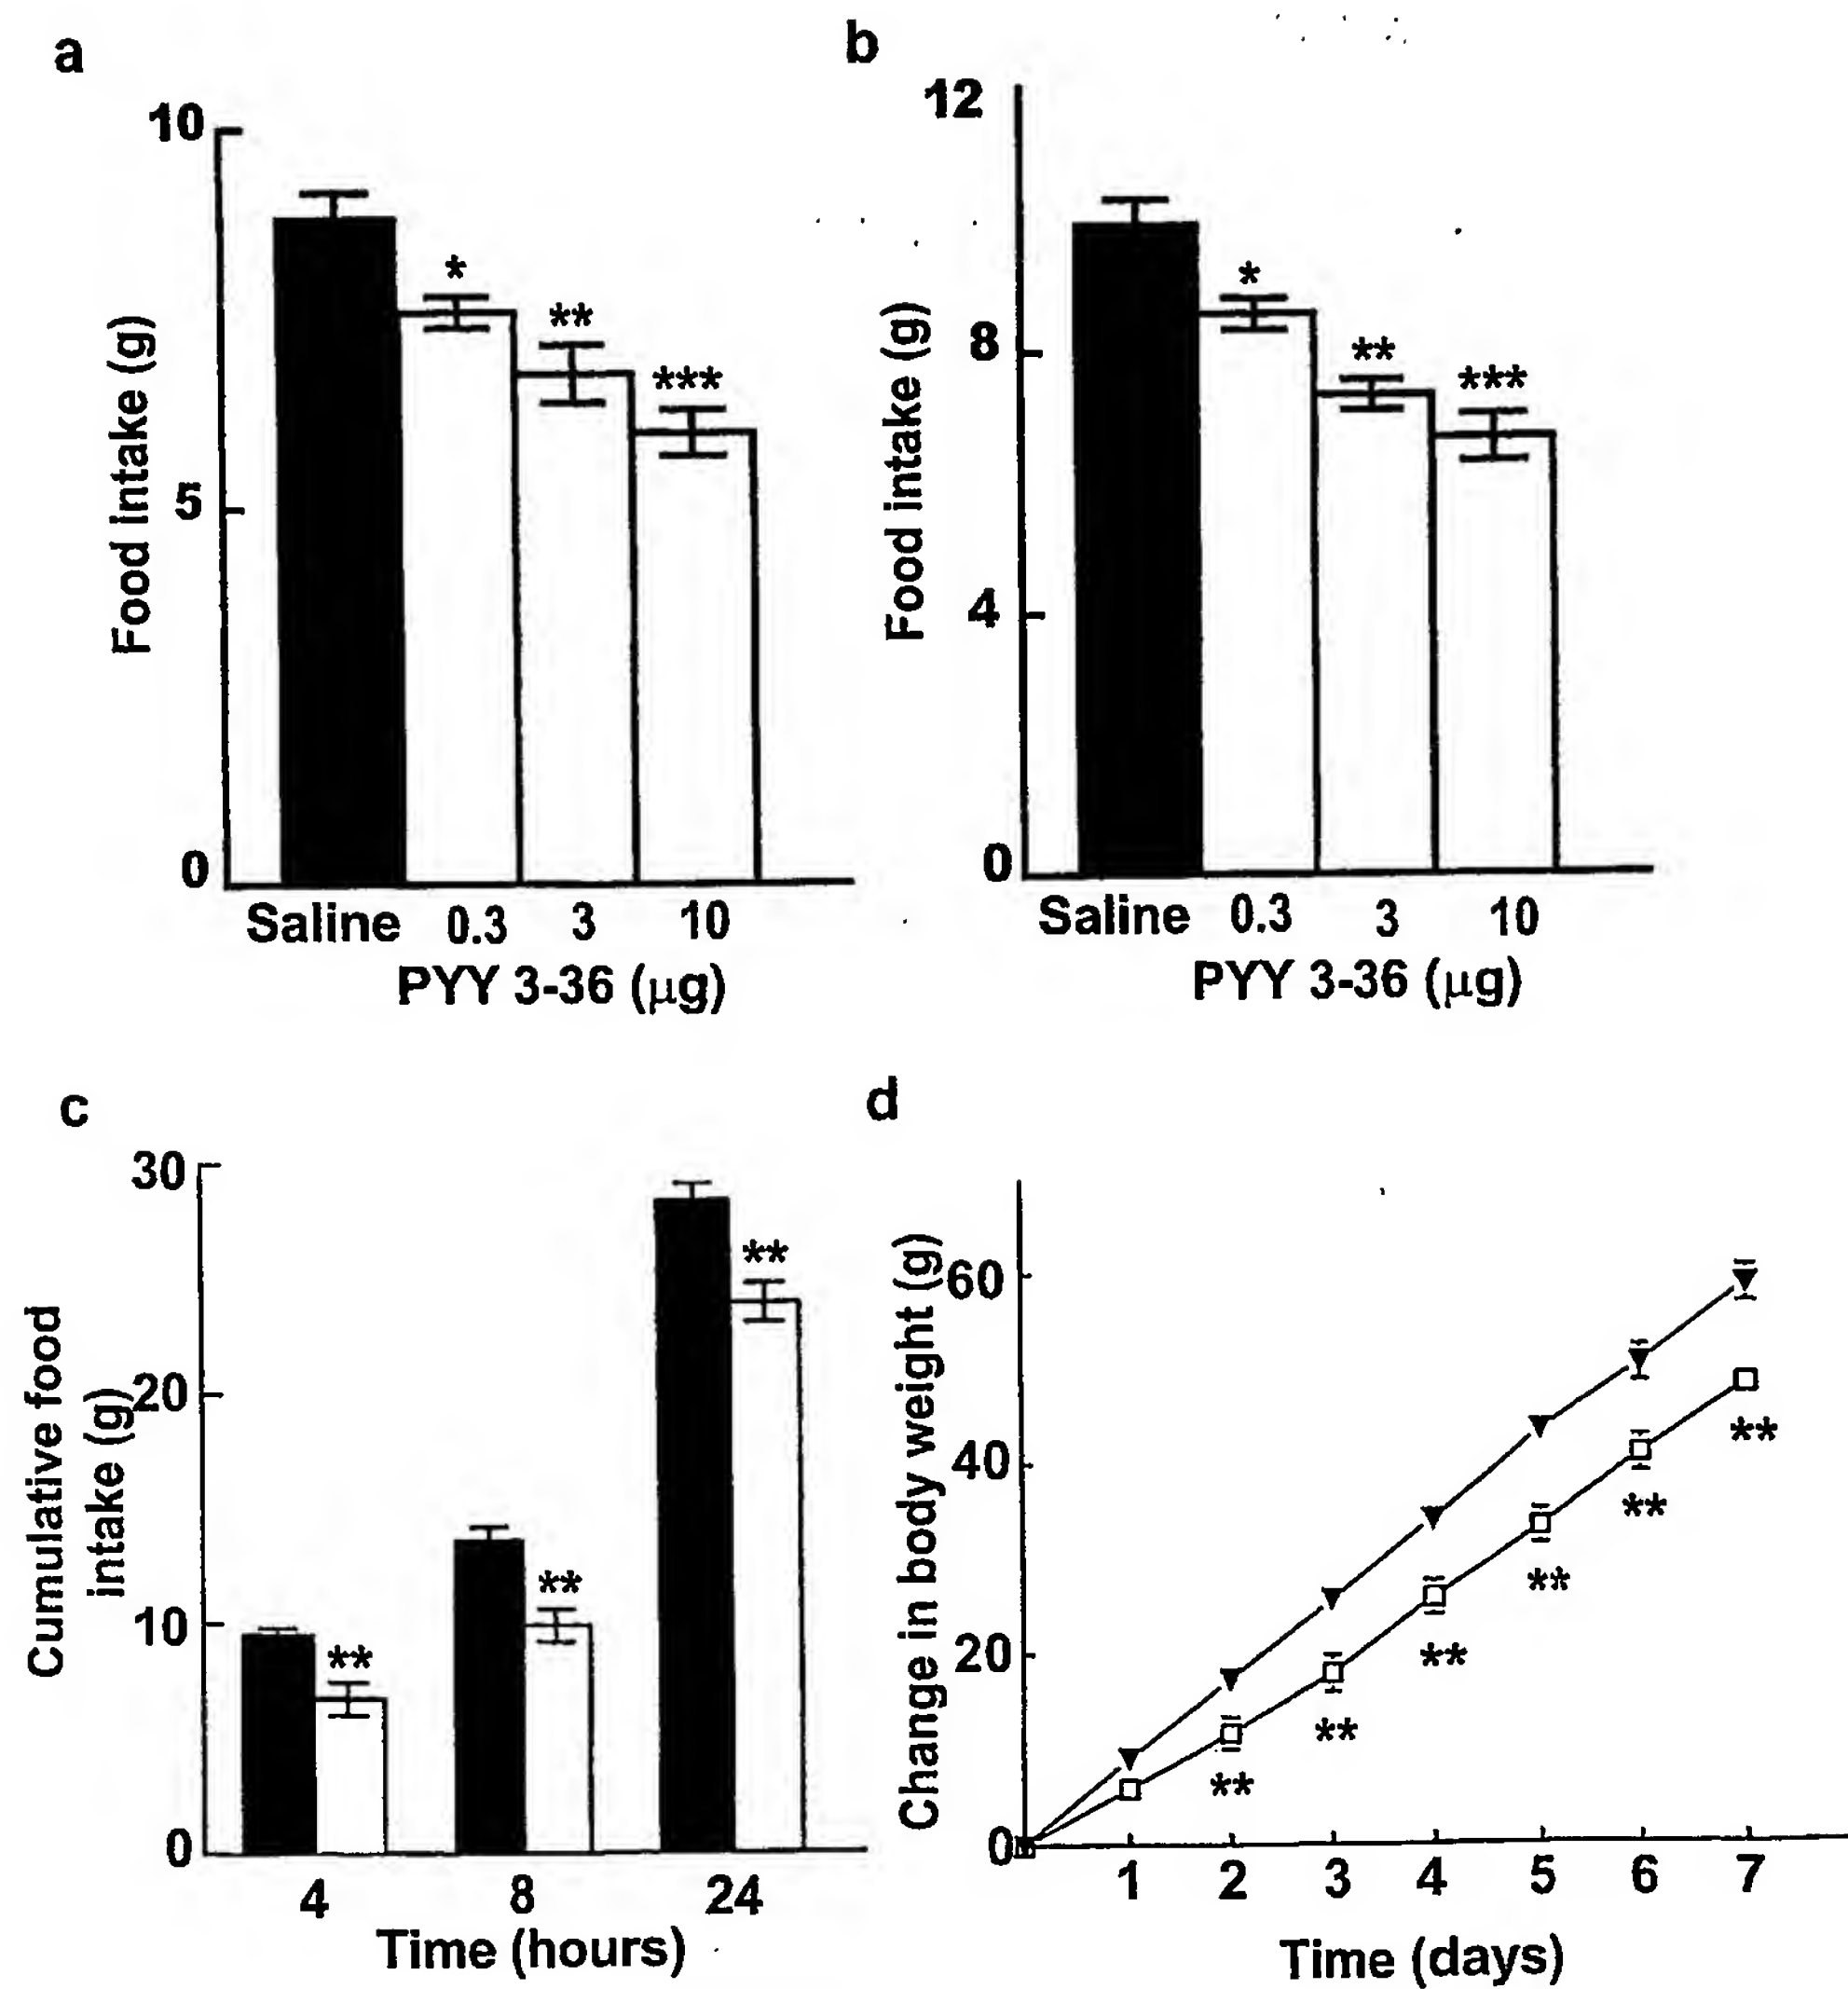 a
10
5
0
Food intake (g)
*
**
***
Saline 0.3 3 10
PYY 3-36 (μg)
b
12
8
4
0
Food intake (g)
*
**
***
Saline 0.3 3 10
PYY 3-36 (μg)
c
30
20
10
0
Cumulative food
intake (g)
**
**
**
4 8 24
Time (hours)
d
60
40
20
0
Change in body weight (g)
**
**
**
**
**
**
1 2 3 4 5 6 7
Time (days)